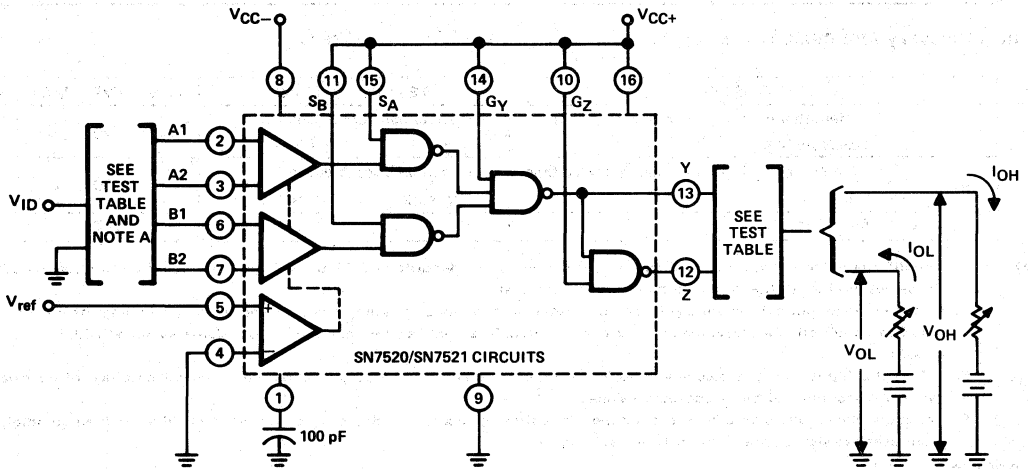 VCC− VCC+
8 11 15 14 10 16
SB SA GY GZ
A1 2
A2 3
B1 6
B2 7
VID
SEE
TEST
TABLE
AND
NOTE A
Vref 5
4
+
−
SN7520/SN7521 CIRCUITS
1 9
100 pF
Y
13
12
Z
SEE
TEST
TABLE
IOH
IOL
VOH
VOL